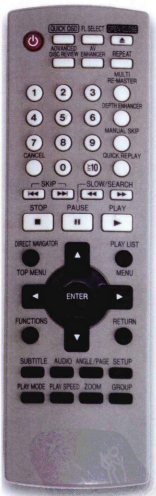 QUICK OSD FL SELECT OPEN/CLOSE
ADVANCED DISC REVIEW AV ENHANCER REPEAT
MULTI RE-MASTER
1 2 3
DEPTH ENHANCER
4 5 6
MANUAL SKIP
7 8 9
CANCEL QUICK REPLAY
0 ≧10
SKIP SLOW/SEARCH
STOP PAUSE PLAY
DIRECT NAVIGATOR PLAY LIST
TOP MENU MENU
ENTER
FUNCTIONS RETURN
SUBTITLE AUDIO ANGLE/PAGE SETUP
PLAY MODE PLAY SPEED ZOOM GROUP